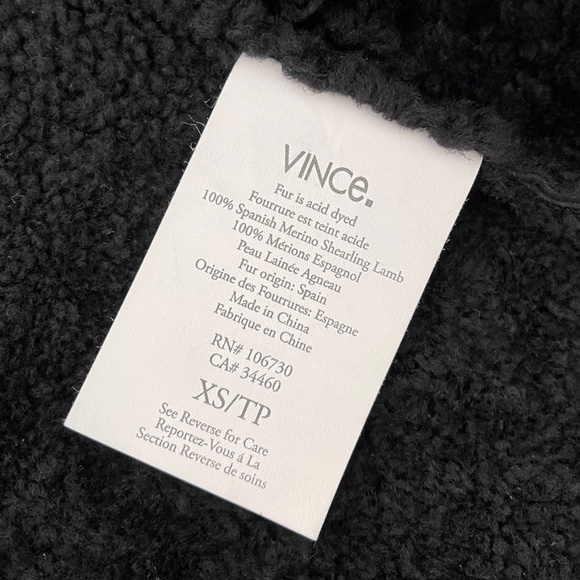 VINCe.
Fur is acid dyed
Fourrure est teint acide
100% Spanish Merino Shearling Lamb
100% Mérions Espagnol
Peau Lainée Agneau
Fur origin: Spain
Origine des Fourrures: Espagne
Made in China
Fabrique en Chine
RN# 106730
CA# 34460
XS/TP
See Reverse for Care
Reportez-Vous á La
Section Reverse de soins